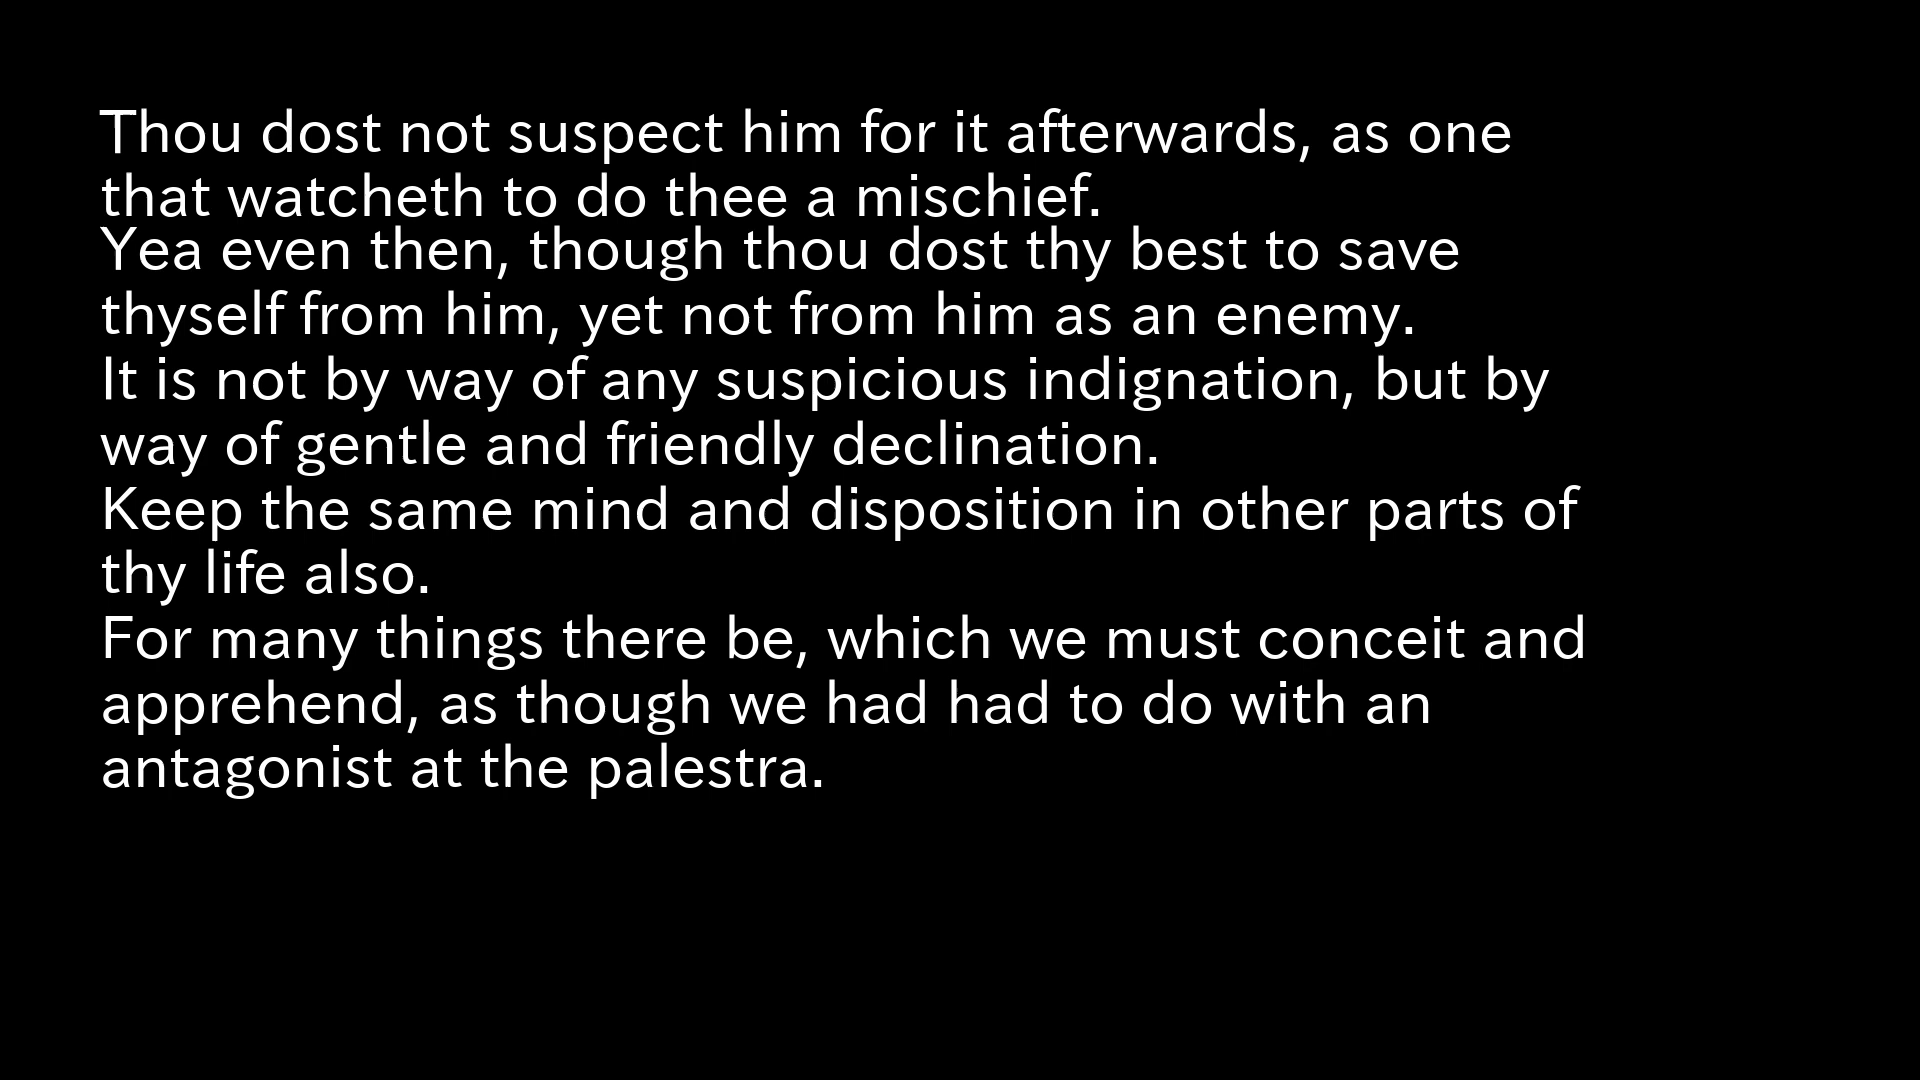 Thou dost not suspect him for it afterwards, as one
that watcheth to do thee a mischief.
Yea even then, though thou dost thy best to save
thyself from him, yet not from him as an enemy.
It is not by way of any suspicious indignation, but by
way of gentle and friendly declination.
Keep the same mind and disposition in other parts of
thy life also.
For many things there be, which we must conceit and
apprehend, as though we had had to do with an
antagonist at the palestra.